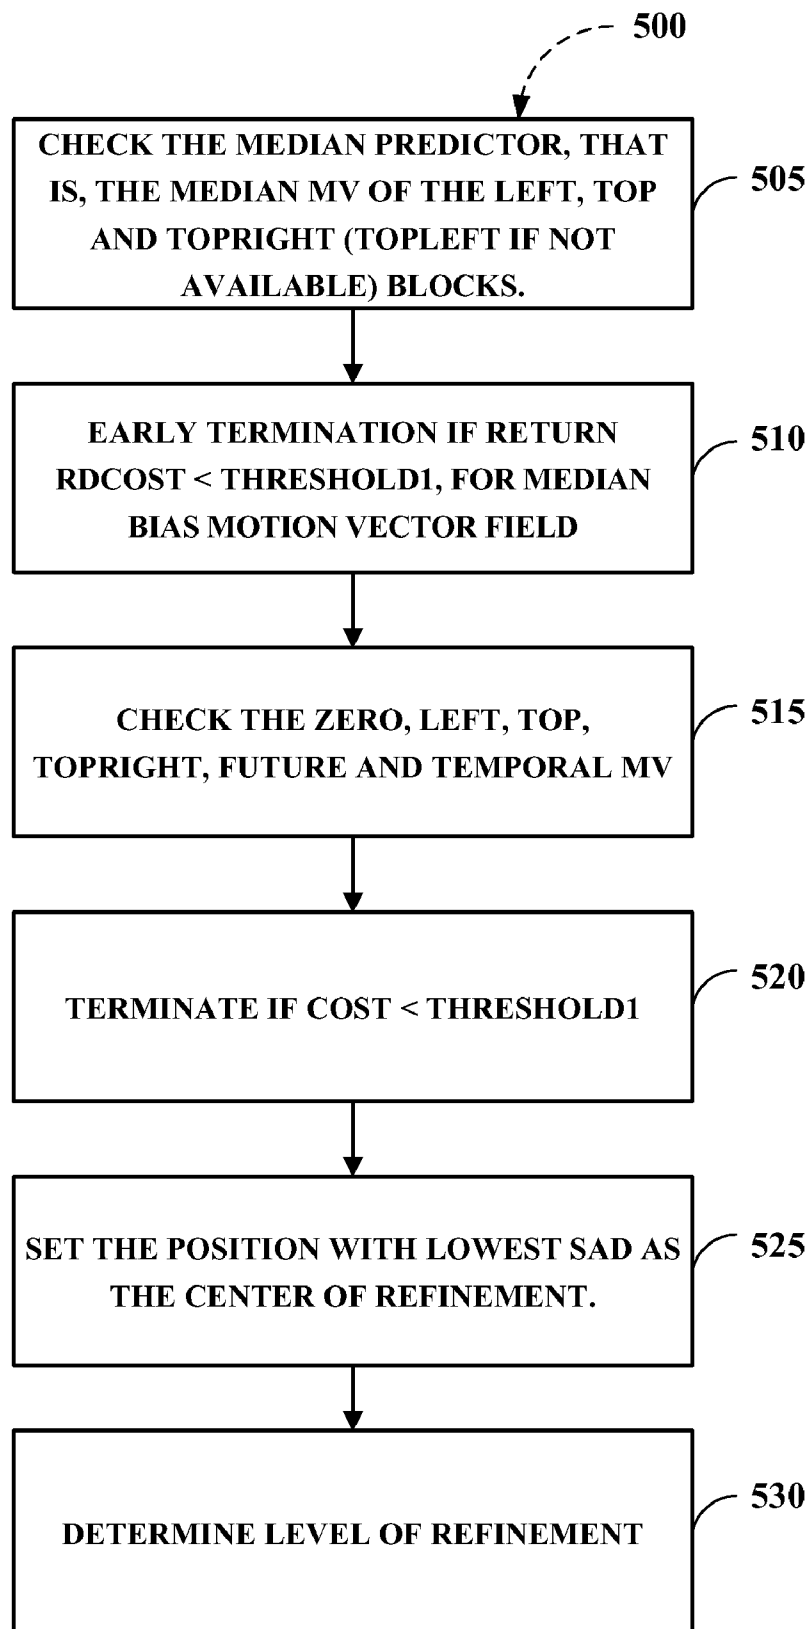 500
CHECK THE MEDIAN PREDICTOR, THAT
IS, THE MEDIAN MV OF THE LEFT, TOP
AND TOPRIGHT (TOPLEFT IF NOT
AVAILABLE) BLOCKS.
505
EARLY TERMINATION IF RETURN
RDCOST < THRESHOLD1, FOR MEDIAN
BIAS MOTION VECTOR FIELD
510
CHECK THE ZERO, LEFT, TOP,
TOPRIGHT, FUTURE AND TEMPORAL MV
515
TERMINATE IF COST < THRESHOLD1
520
SET THE POSITION WITH LOWEST SAD AS
THE CENTER OF REFINEMENT.
525
DETERMINE LEVEL OF REFINEMENT
530